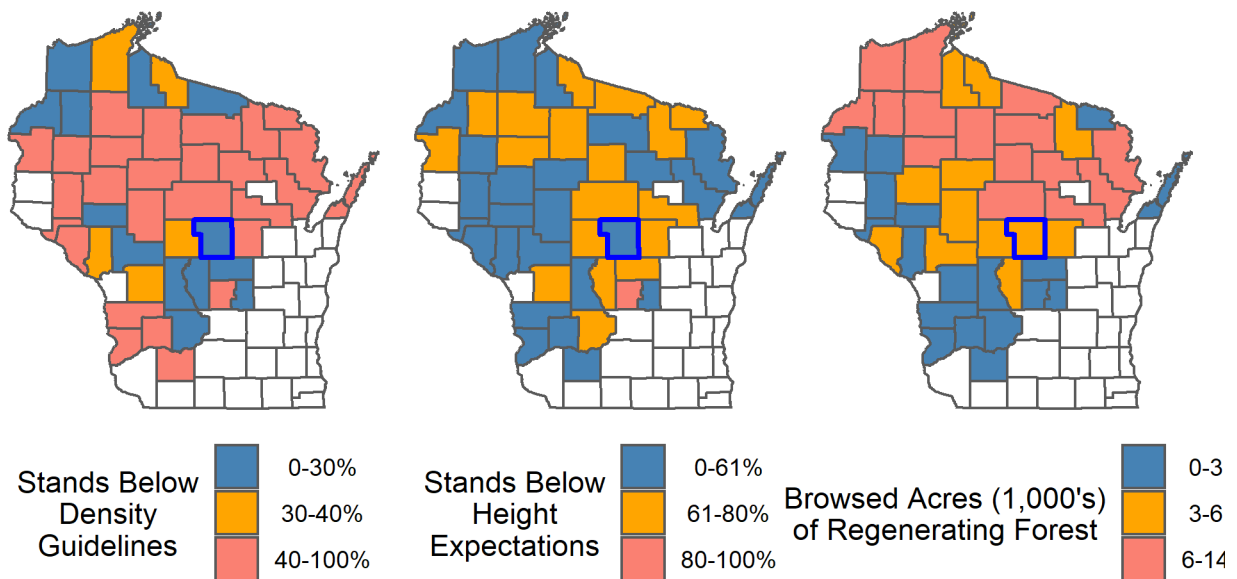 Stands Below
Density
Guidelines
0-30%
30-40%
40-100%
Stands Below
Height
Expectations
0-61%
61-80%
80-100%
Browsed Acres (1,000's)
of Regenerating Forest
0-3
3-6
6-14